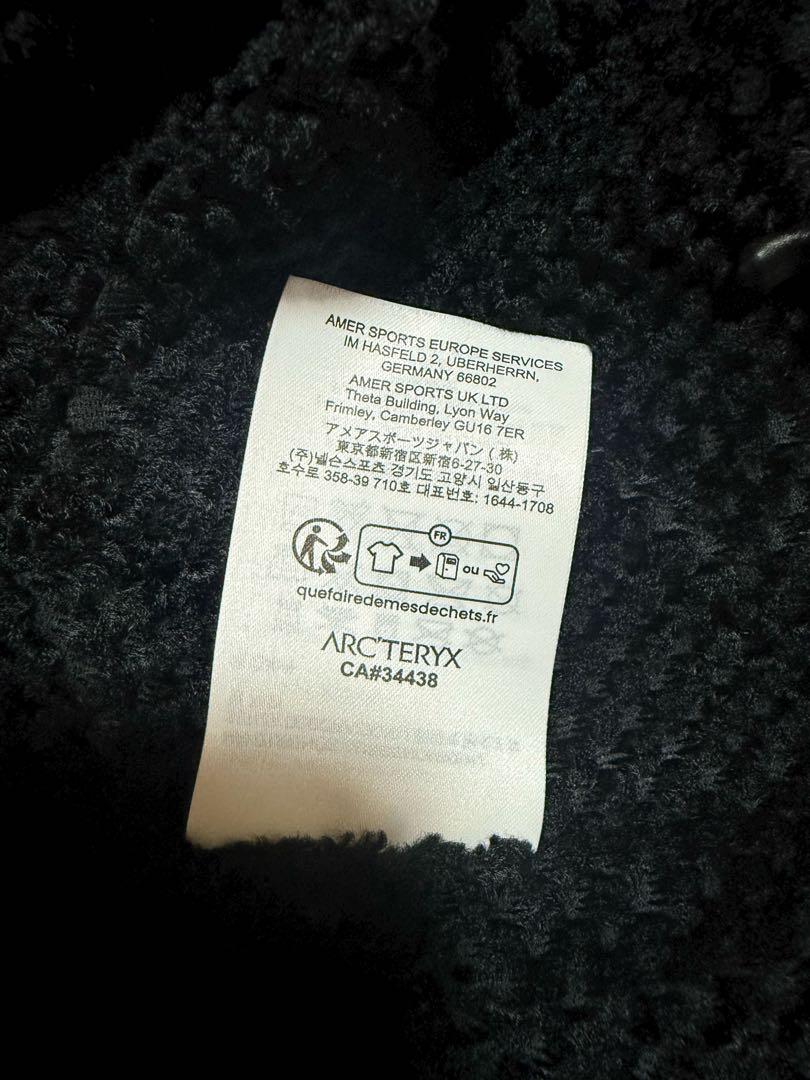 AMER SPORTS EUROPE SERVICES
IM HASFELD 2, UBERHERRN,
GERMANY 66802
AMER SPORTS UK LTD
Theta Building, Lyon Way
Frimley, Camberley GU16 7ER
アメアスポーツジャパン (株)
東京都新宿区新宿6-27-30
(주)넬슨스포츠 경기도 고양시 일산동구
호수로 358-39 710호 대표번호: 1644-1708
FR
ou
quefairedemesdechets.fr
ARC'TERYX
CA#34438